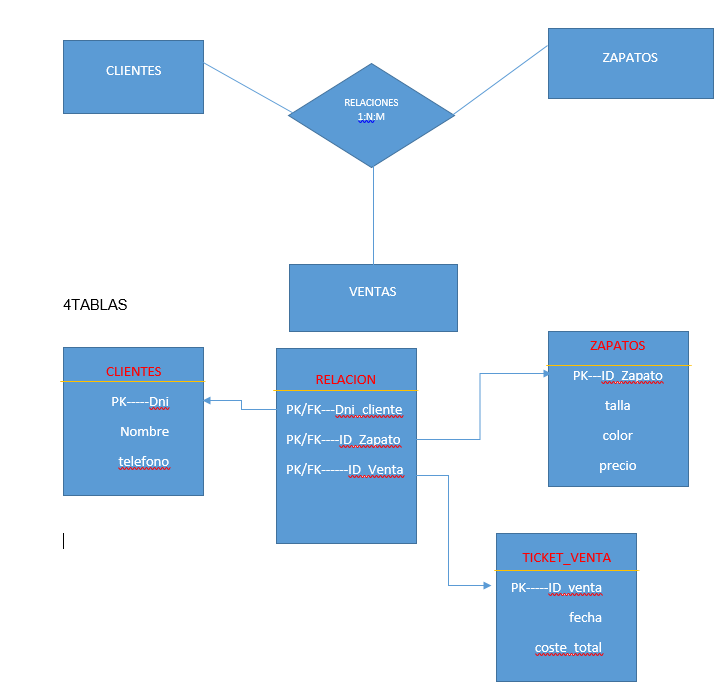 CLIENTES
ZAPATOS
RELACIONES
1:N:M
VENTAS
4TABLAS
CLIENTES
PK-----Dni
Nombre
telefono
RELACION
PK/FK---Dni_cliente
PK/FK----ID_Zapato
PK/FK------ID_Venta
ZAPATOS
PK---ID_Zapato
talla
color
precio
TICKET_VENTA
PK-----ID_venta
fecha
coste_total